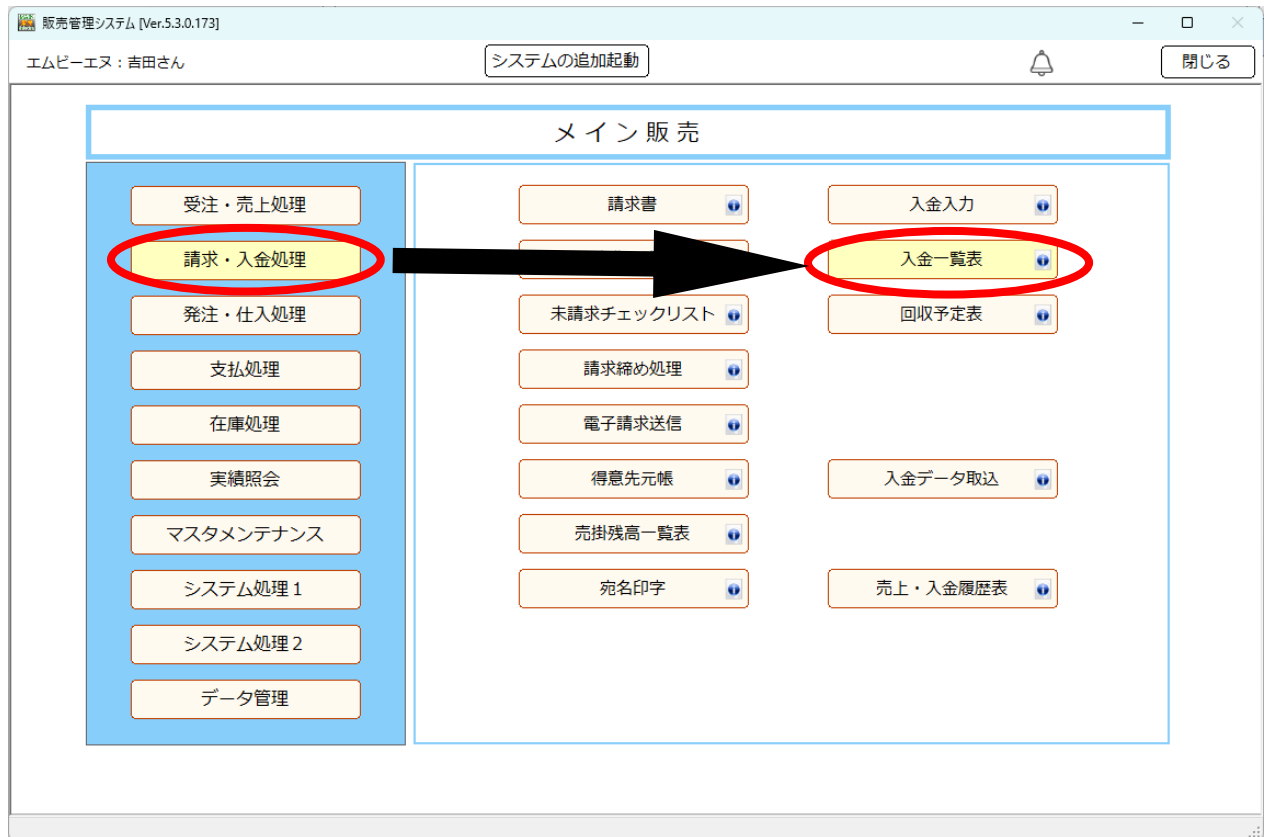 販売管理システム [Ver.5.3.0.173]
エムビーエヌ：吉田さん
システムの追加起動
閉じる
メイン販売
受注・売上処理
請求・入金処理
発注・仕入処理
支払処理
在庫処理
実績照会
マスタメンテナンス
システム処理１
システム処理２
データ管理
請求書
未請求チェックリスト
請求締め処理
電子請求送信
得意先元帳
売掛残高一覧表
宛名印字
入金入力
入金一覧表
回収予定表
入金データ取込
売上・入金履歴表